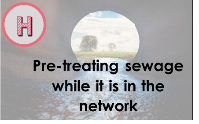 H
Pre-treating sewage
while it is in the
network